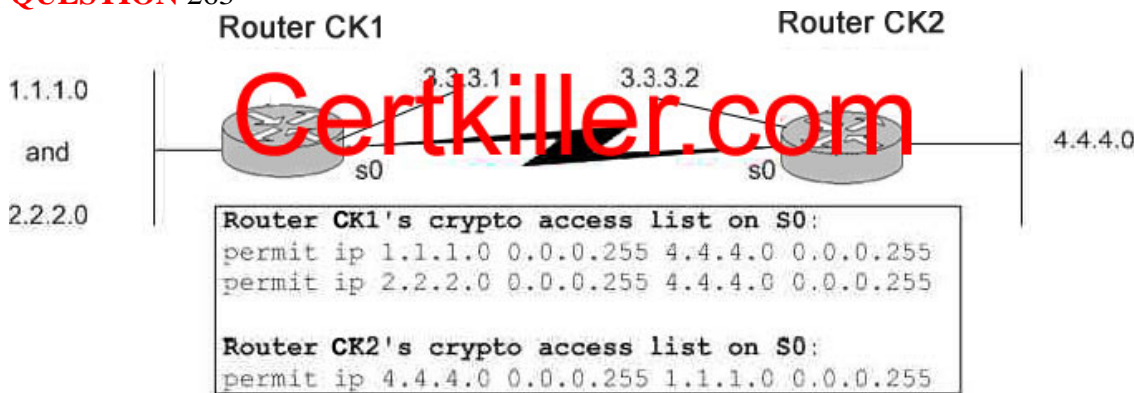 QUESTION 263
Router CK1
Router CK2
3.3.3.1
3.3.3.2
1.1.1.0
and
2.2.2.0
4.4.4.0
Certkiller.com
s0
s0
Router CK1's crypto access list on S0:
permit ip 1.1.1.0 0.0.0.255 4.4.4.0 0.0.0.255
permit ip 2.2.2.0 0.0.0.255 4.4.4.0 0.0.0.255
Router CK2's crypto access list on S0:
permit ip 4.4.4.0 0.0.0.255 1.1.1.0 0.0.0.255